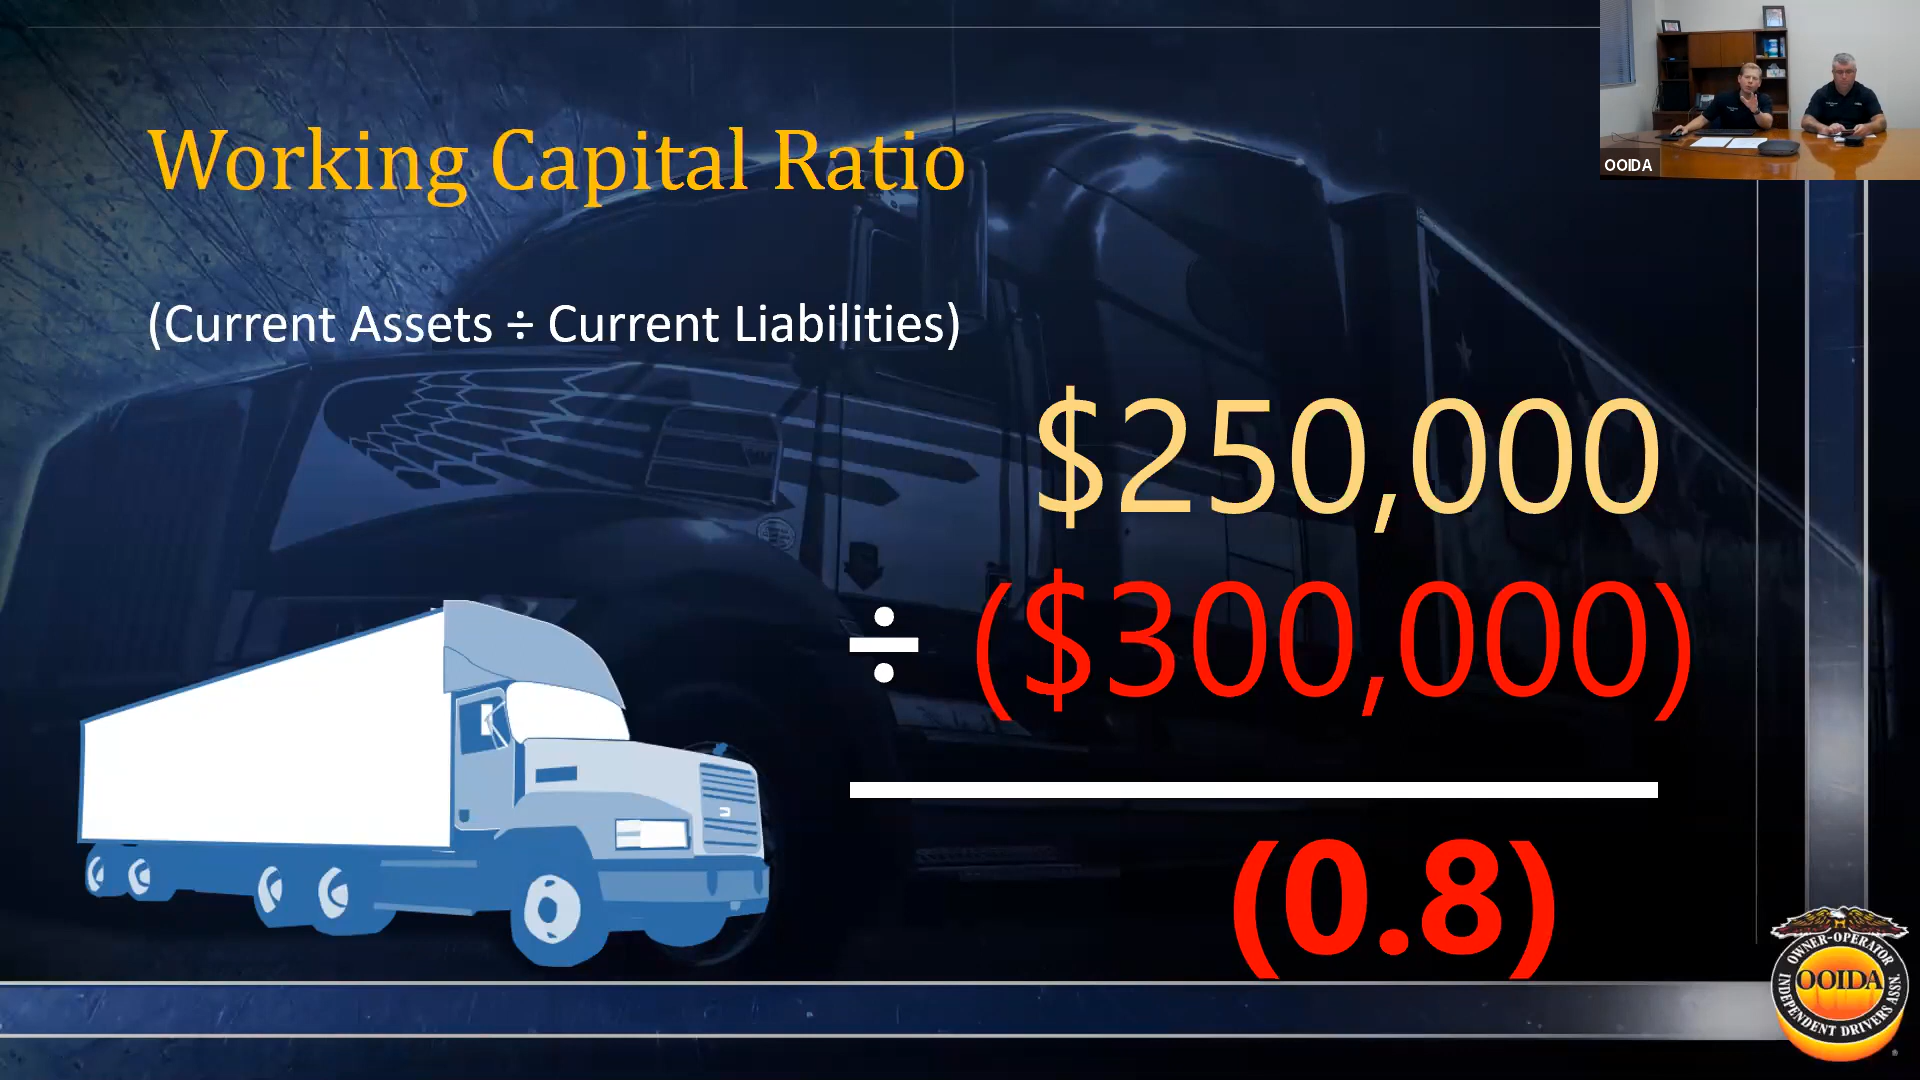 Working Capital Ratio
(Current Assets ÷ Current Liabilities)
$250,000
÷ ($300,000)
(0.8)
OOIDA
OWNER-OPERATOR
OOIDA
INDEPENDENT DRIVERS ASSN.
®